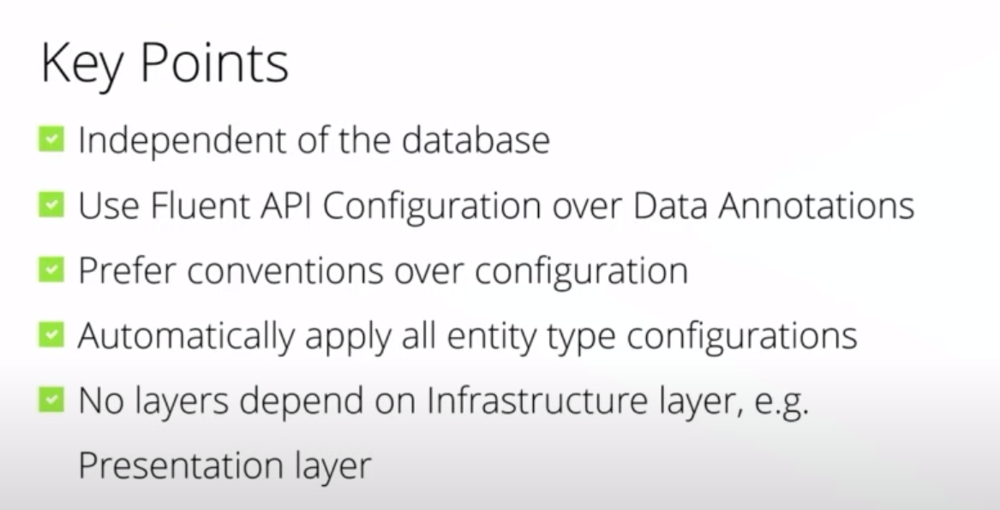 Key Points
Independent of the database
Use Fluent API Configuration over Data Annotations
Prefer conventions over configuration
Automatically apply all entity type configurations
No layers depend on Infrastructure layer, e.g.
Presentation layer